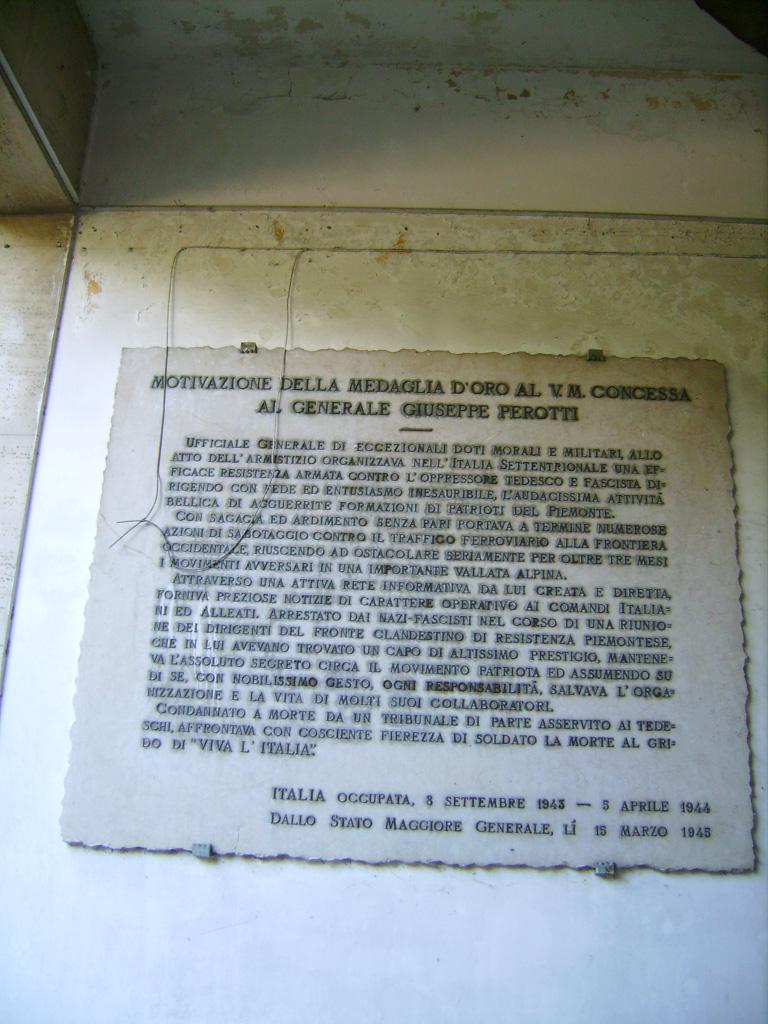 MOTIVAZIONE DELLA MEDAGLIA D'ORO AL V. M. CONCESSA
AL GENERALE GIUSEPPE PEROTTI
UFFICIALE GENERALE DI ECCEZIONALI DOTI MORALI E MILITARI, ALLO
ATTO DELL'ARMISTIZIO ORGANIZZAVA NELL'ITALIA SETTENTRIONALE UNA EF=
FICACE RESISTENZA ARMATA CONTRO L'OPPRESSORE TEDESCO E FASCISTA DI=
RIGENDO CON FEDE ED ENTUSIASMO INESAURIBILE, L'AUDACISSIMA ATTIVITÁ
BELLICA DI AGGUERRITE FORMAZIONI DI PATRIOTI DEL PIEMONTE.
CON SAGACIA ED ARDIMENTO SENZA PARI PORTAVA A TERMINE NUMEROSE
AZIONI DI SABOTAGGIO CONTRO IL TRAFFICO FERROVIARIO ALLA FRONTIERA
OCCIDENTALE, RIUSCENDO AD OSTACOLARE SERIAMENTE PER OLTRE TRE MESI
I MOVIMENTI AVVERSARI IN UNA IMPORTANTE VALLATA ALPINA.
ATTRAVERSO UNA ATTIVA RETE INFORMATIVA DA LUI CREATA E DIRETTA,
FORNIVA PREZIOSE NOTIZIE DI CARATTERE OPERATIVO AI COMANDI ITALIA=
NI ED ALLEATI. ARRESTATO DAI NAZI=FASCISTI NEL CORSO DI UNA RIUNIO=
NE DEI DIRIGENTI DEL FRONTE CLANDESTINO DI RESISTENZA PIEMONTESE,
CHE IN LUI AVEVANO TROVATO UN CAPO DI ALTISSIMO PRESTIGIO, MANTENE=
VA L'ASSOLUTO SEGRETO CIRCA IL MOVIMENTO PATRIOTA ED ASSUMENDO SU
DI SE, CON NOBILISSIMO GESTO, OGNI RESPONSABILITÁ, SALVAVA L'ORGA=
NIZZAZIONE E LA VITA DI MOLTI SUOI COLLABORATORI.
CONDANNATO A MORTE DA UN TRIBUNALE DI PARTE ASSERVITO AI TEDE=
SCHI, AFFRONTAVA CON COSCIENTE FIEREZZA DI SOLDATO LA MORTE AL GRI=
DO DI "VIVA L'ITALIA".
ITALIA OCCUPATA, 8 SETTEMBRE 1943 — 5 APRILE 1944
DALLO STATO MAGGIORE GENERALE, LÍ 15 MARZO 1945